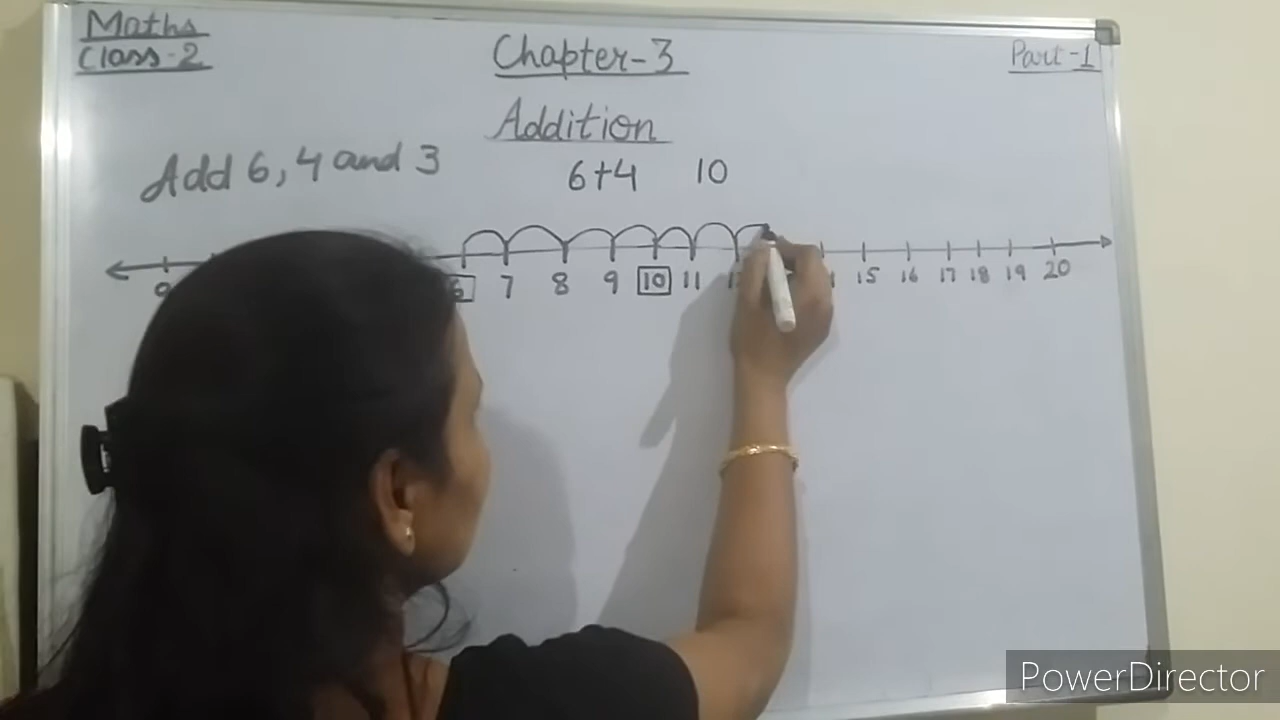 Maths
Class-2
Chapter-3
Part-1
Addition
Add 6, 4 and 3
6+4 10
6 7 8 9 10 11 15 16 17 18 19 20
PowerDirector